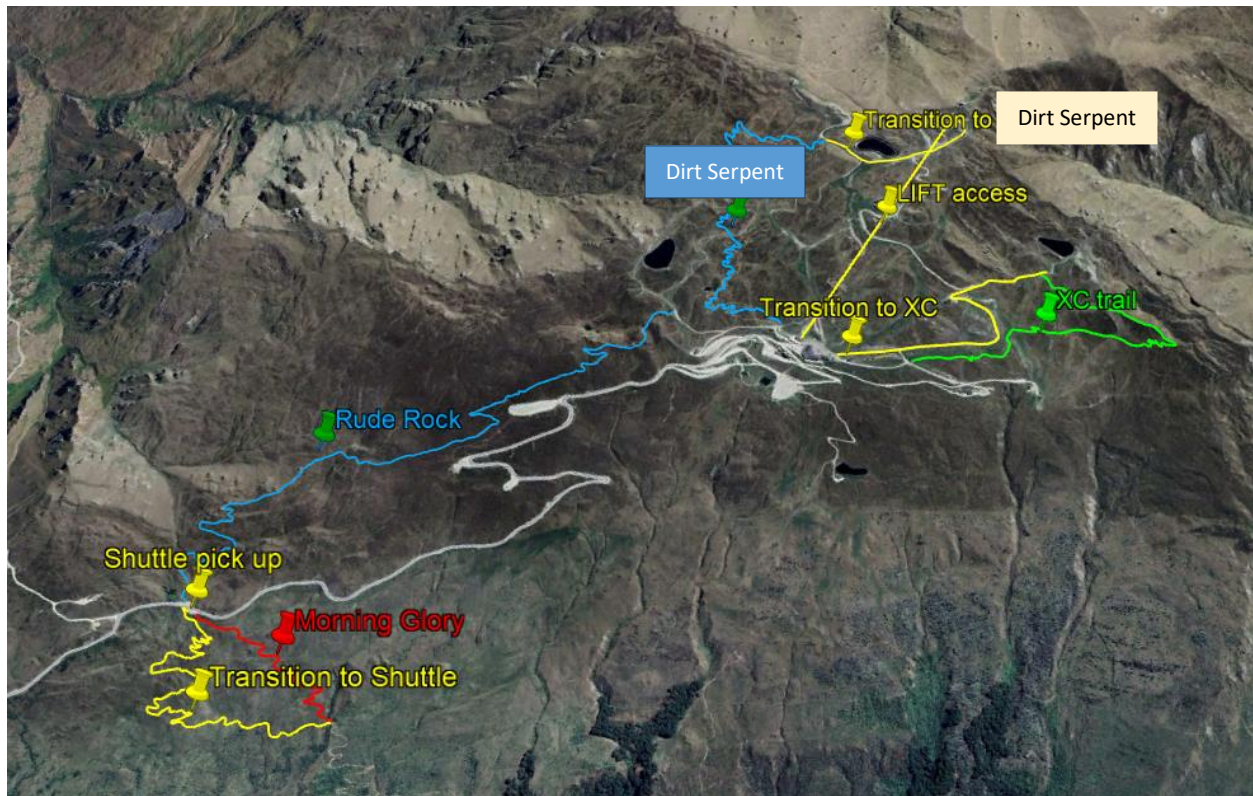 Transition to Dirt Serpent
Dirt Serpent
LIFT access
Transition to XC
XC trail
Rude Rock
Shuttle pick up
Morning Glory
Transition to Shuttle